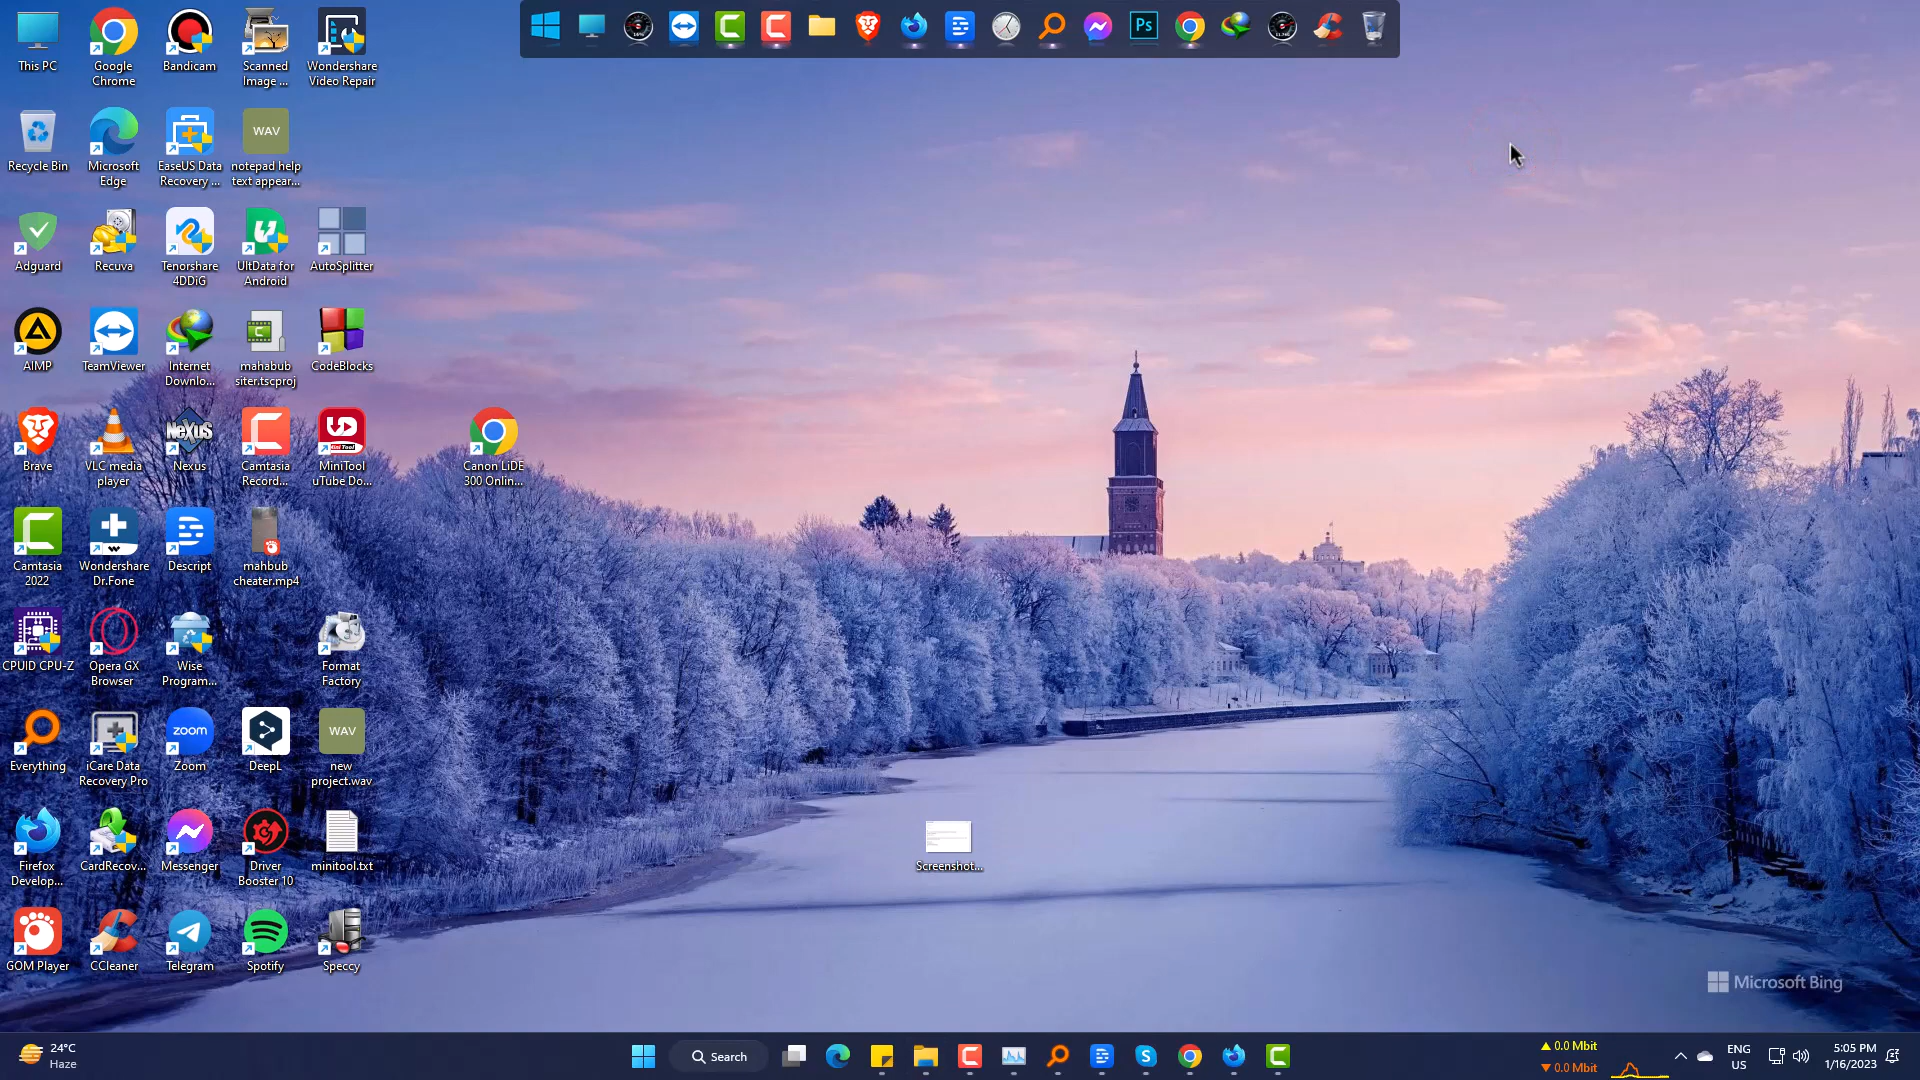 This PC
Google
Chrome
Bandicam
Scanned
Image ...
Wondershare
Video Repair
Recycle Bin
Microsoft
Edge
EaseUS Data
Recovery ...
WAV
notepad help
text appear...
Adguard
Recuva
Tenorshare
4DDiG
UltData for
Android
AutoSplitter
AIMP
TeamViewer
Internet
Downlo...
mahabub
siter.tscproj
CodeBlocks
Brave
VLC media
player
NeXuS
Nexus
Camtasia
Record...
MiniTool
MiniTool
uTube Do...
Canon LiDE
300 Onlin...
Camtasia
2022
Wondershare
Dr.Fone
Descript
mahbub
cheater.mp4
CPUID CPU-Z
Opera GX
Browser
Wise
Program...
Format
Factory
Everything
iCare Data
Recovery Pro
zoom
Zoom
DeepL
WAV
new
project.wav
Firefox
Develop...
CardRecov...
Messenger
Driver
Booster 10
minitool.txt
Screenshot...
GOM Player
CCleaner
Telegram
Spotify
Speccy
Ps
Microsoft Bing
24°C
Haze
Search
0.0 Mbit
0.0 Mbit
ENG
US
5:05 PM
1/16/2023